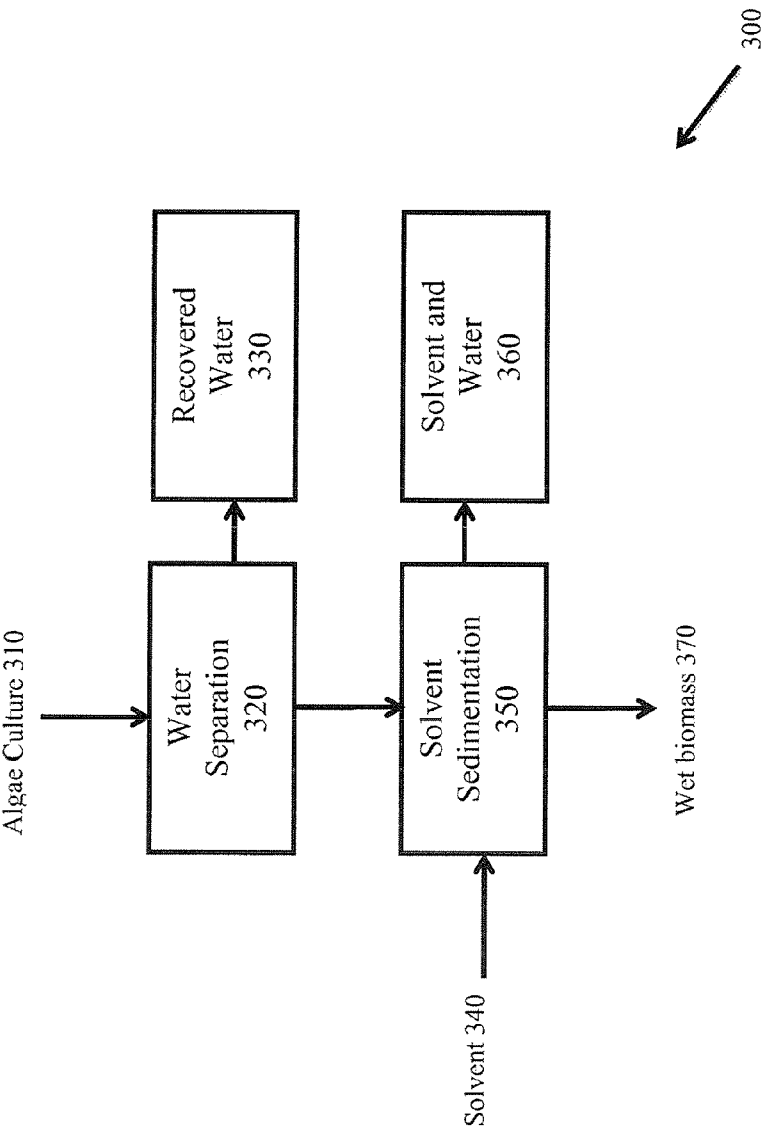 Algae Culture 310
Water
Separation
320
Recovered
Water
330
Solvent 340
Solvent
Sedimentation
350
Solvent and
Water
360
Wet biomass 370
300